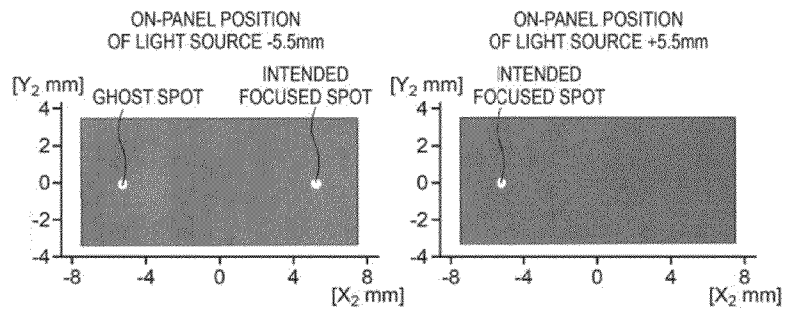 ON-PANEL POSITION
OF LIGHT SOURCE -5.5mm
[Y2 mm]
GHOST SPOT
INTENDED
FOCUSED SPOT
4
2
0
-2
-4
-8 -4 0 4 8
[X2 mm]
ON-PANEL POSITION
OF LIGHT SOURCE +5.5mm
[Y2 mm]
INTENDED
FOCUSED SPOT
4
2
0
-2
-4
-8 -4 0 4 8
[X2 mm]